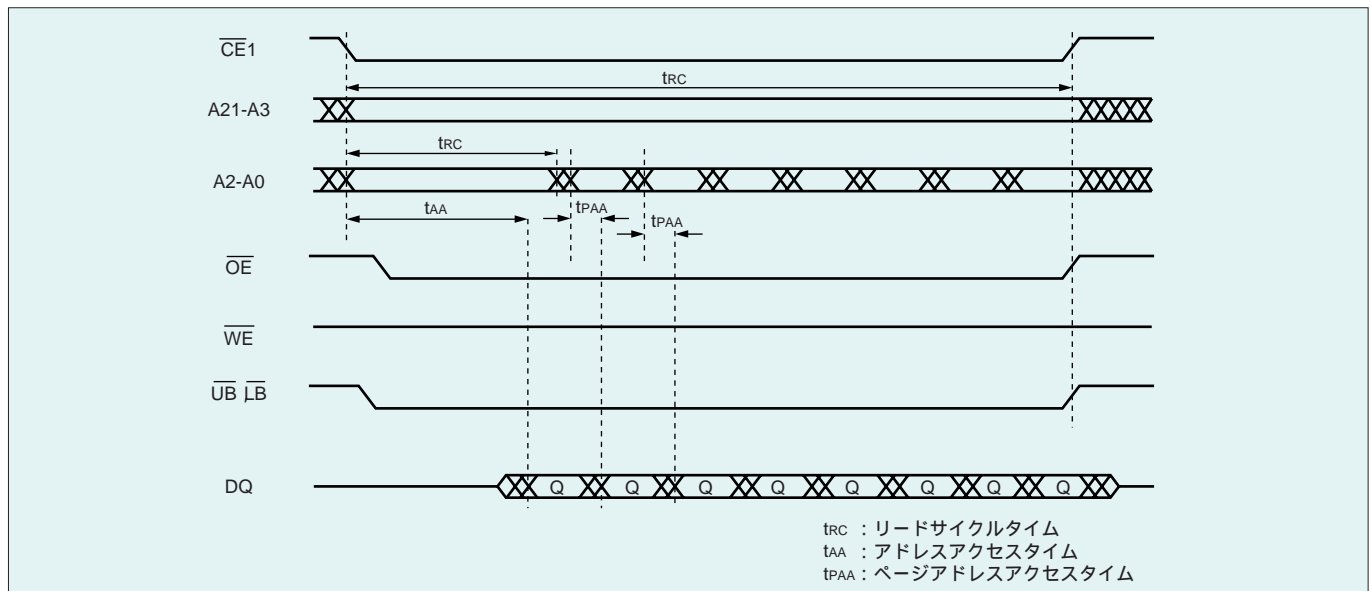 CE1
tRC
A21-A3
tRC
A2-A0
tAA
tPAA
tPAA
OE
WE
UB LB
DQ
Q Q Q Q Q Q Q Q
tRC : リードサイクルタイム
tAA : アドレスアクセスタイム
tPAA : ページアドレスアクセスタイム